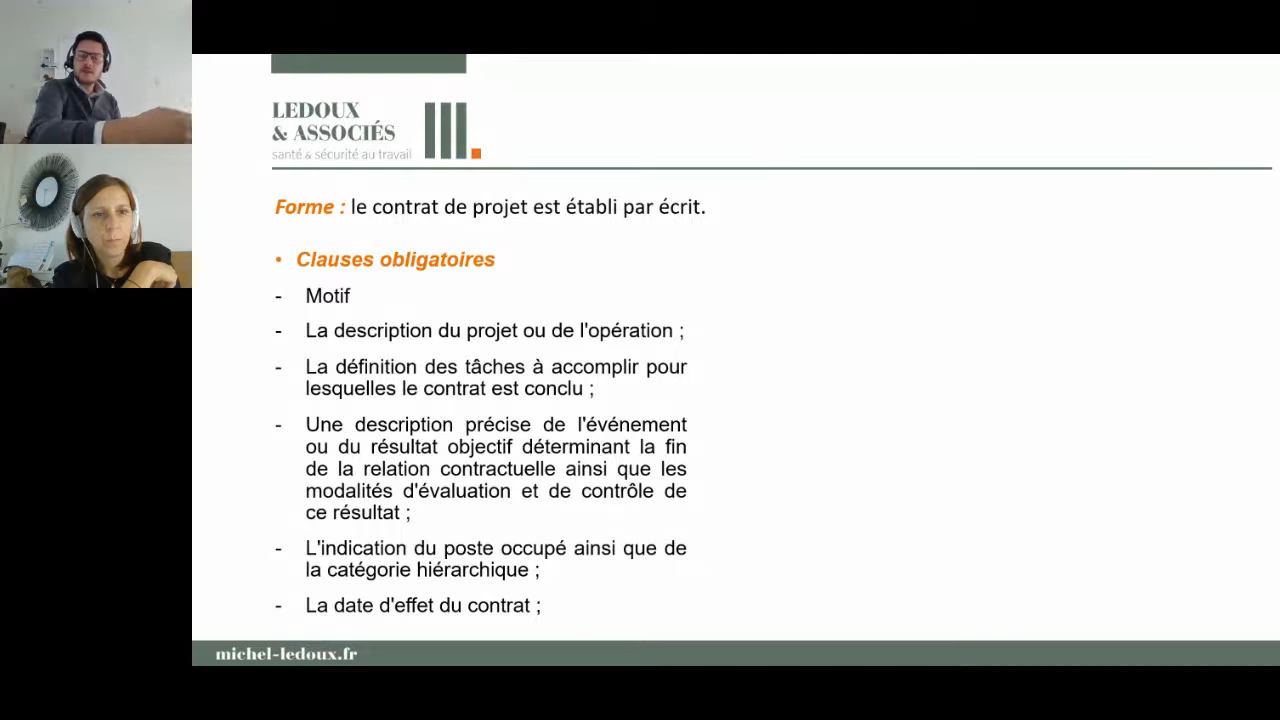 LEDOUX
& ASSOCIÉS
santé & sécurité au travail
Forme : le contrat de projet est établi par écrit.
• Clauses obligatoires
- Motif
- La description du projet ou de l'opération ;
- La définition des tâches à accomplir pour
lesquelles le contrat est conclu ;
- Une description précise de l'événement
ou du résultat objectif déterminant la fin
de la relation contractuelle ainsi que les
modalités d'évaluation et de contrôle de
ce résultat ;
- L'indication du poste occupé ainsi que de
la catégorie hiérarchique ;
- La date d'effet du contrat ;
michel-ledoux.fr